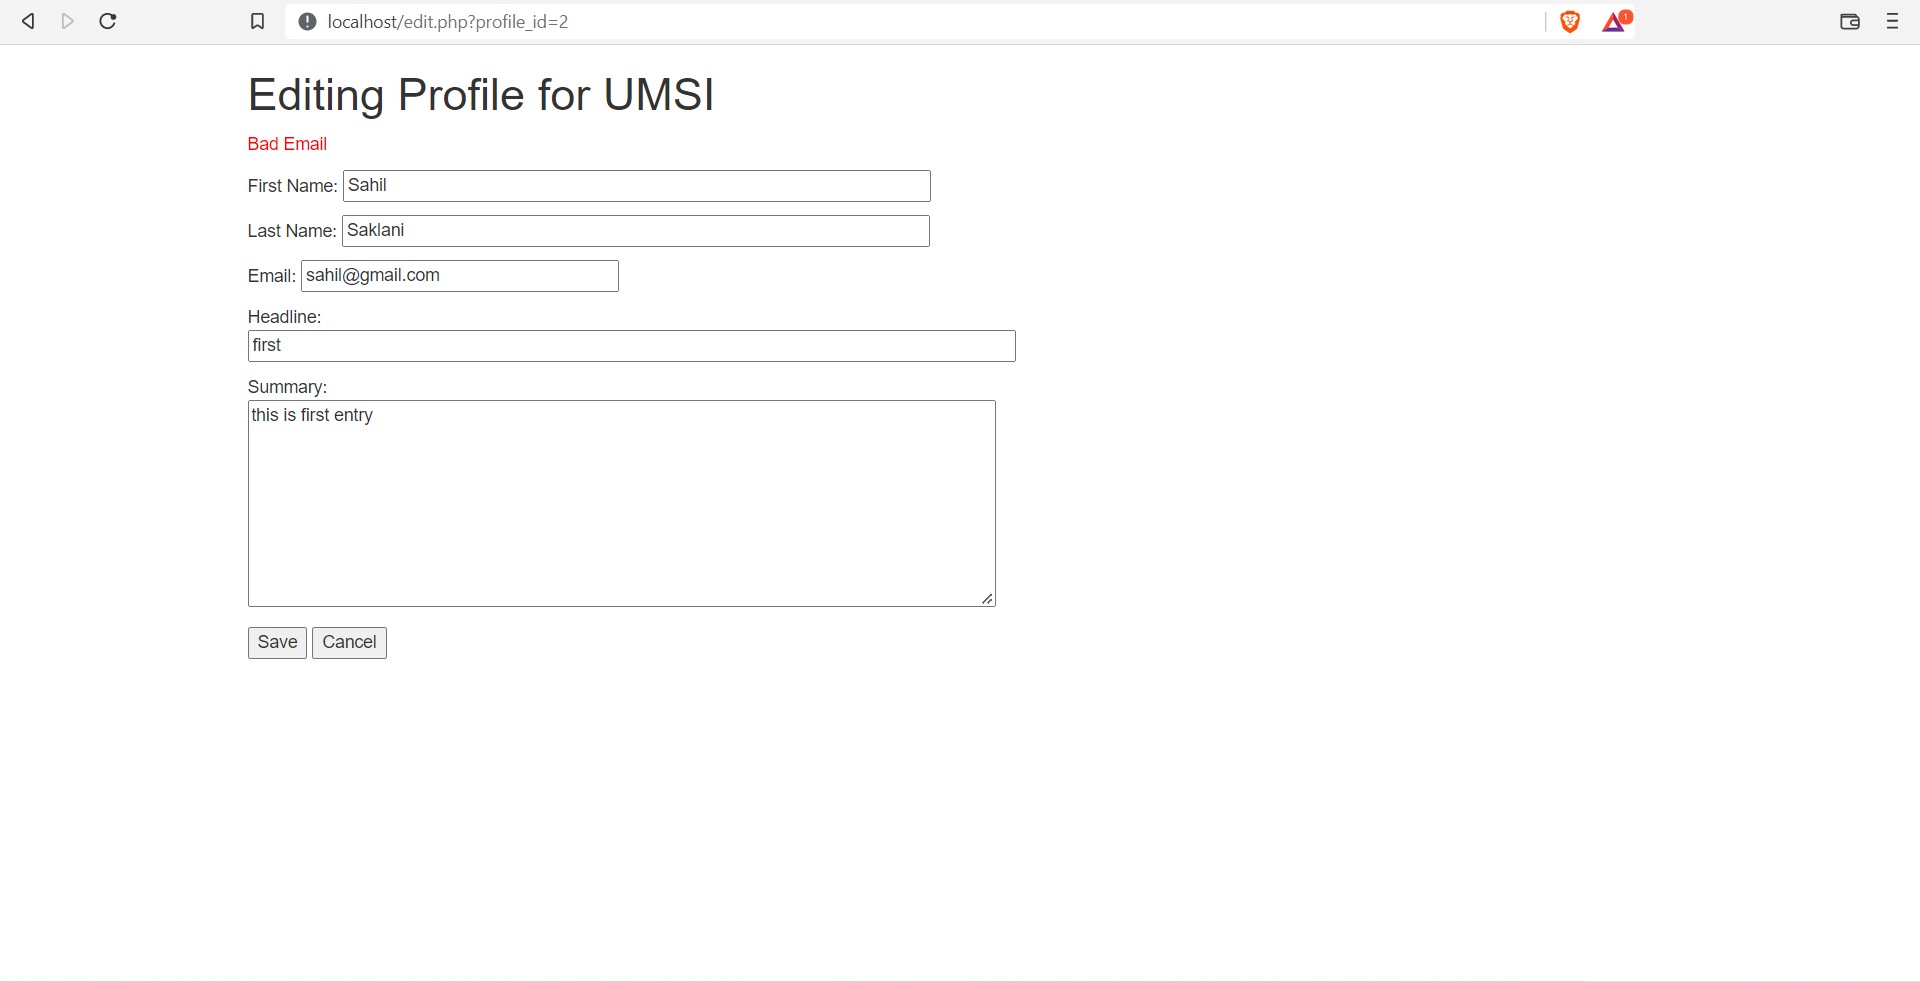 localhost/edit.php?profile_id=2
1
Editing Profile for UMSI
Bad Email
First Name: Sahil
Last Name: Saklani
Email: sahil@gmail.com
Headline:
first
Summary:
this is first entry
Save Cancel